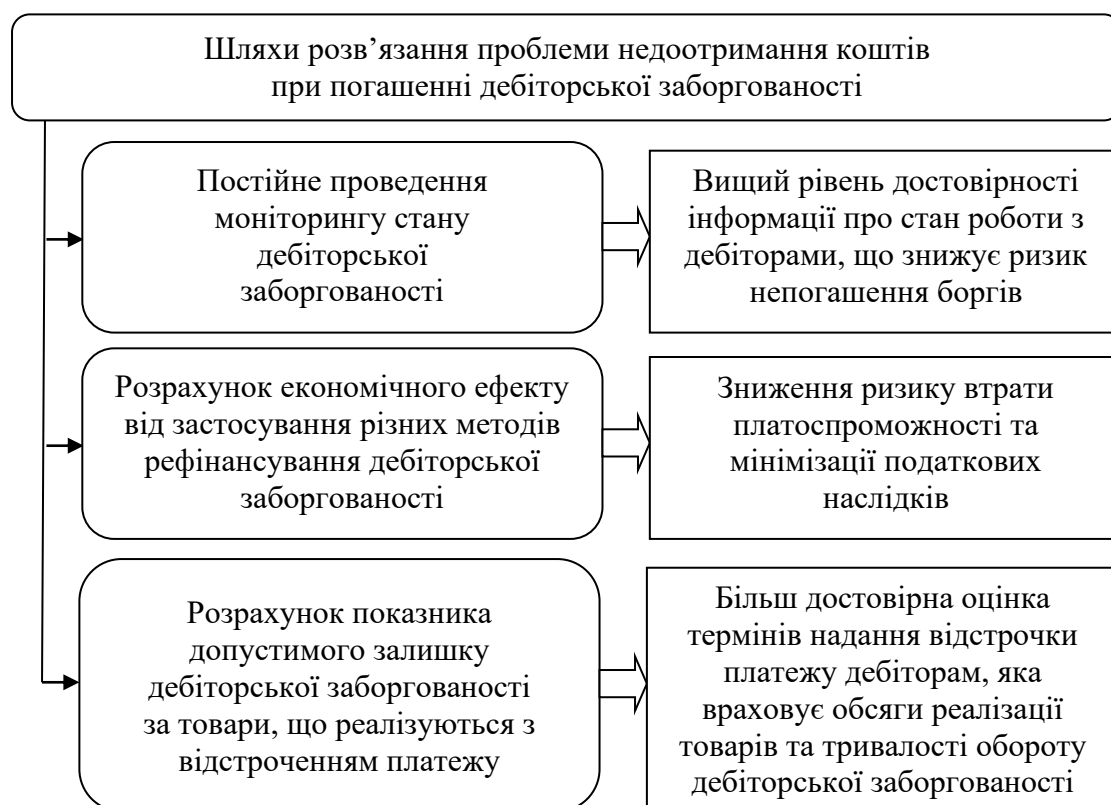 Шляхи розв’язання проблеми недоотримання коштів
при погашенні дебіторської заборгованості
Постійне проведення
моніторингу стану
дебіторської
заборгованості
Вищий рівень достовірності
інформації про стан роботи з
дебіторами, що знижує ризик
непогашення боргів
Розрахунок економічного ефекту
від застосування різних методів
рефінансування дебіторської
заборгованості
Зниження ризику втрати
платоспроможності та
мінімізації податкових
наслідків
Розрахунок показника
допустимого залишку
дебіторської заборгованості
за товари, що реалізуються з
відстроченням платежу
Більш достовірна оцінка
термінів надання відстрочки
платежу дебіторам, яка
враховує обсяги реалізації
товарів та тривалості обороту
дебіторської заборгованості